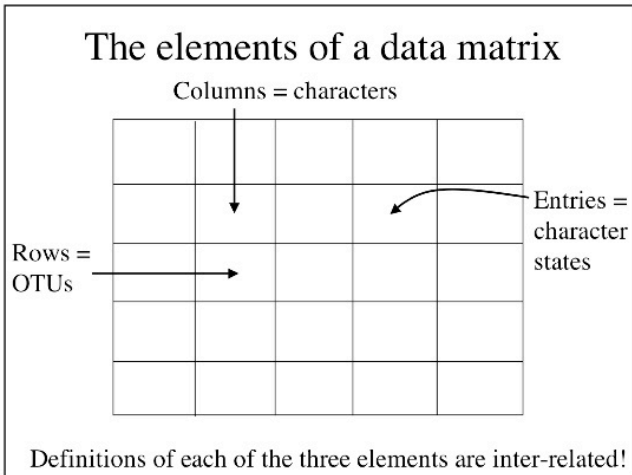 The elements of a data matrix
Columns = characters
Entries =
character
states
Rows =
OTUs
Definitions of each of the three elements are inter-related!